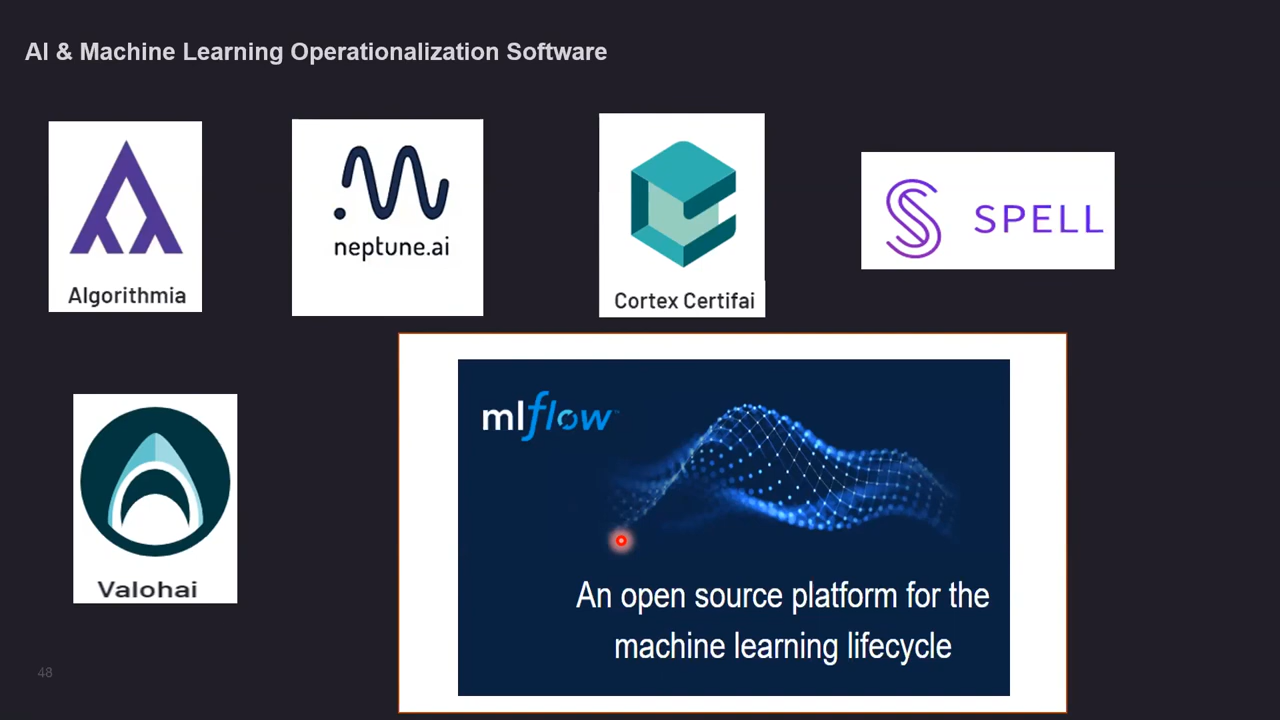 AI & Machine Learning Operationalization Software
Algorithmia
neptune.ai
Cortex Certifai
SPELL
Valohai
mlflow™
An open source platform for the
machine learning lifecycle
48